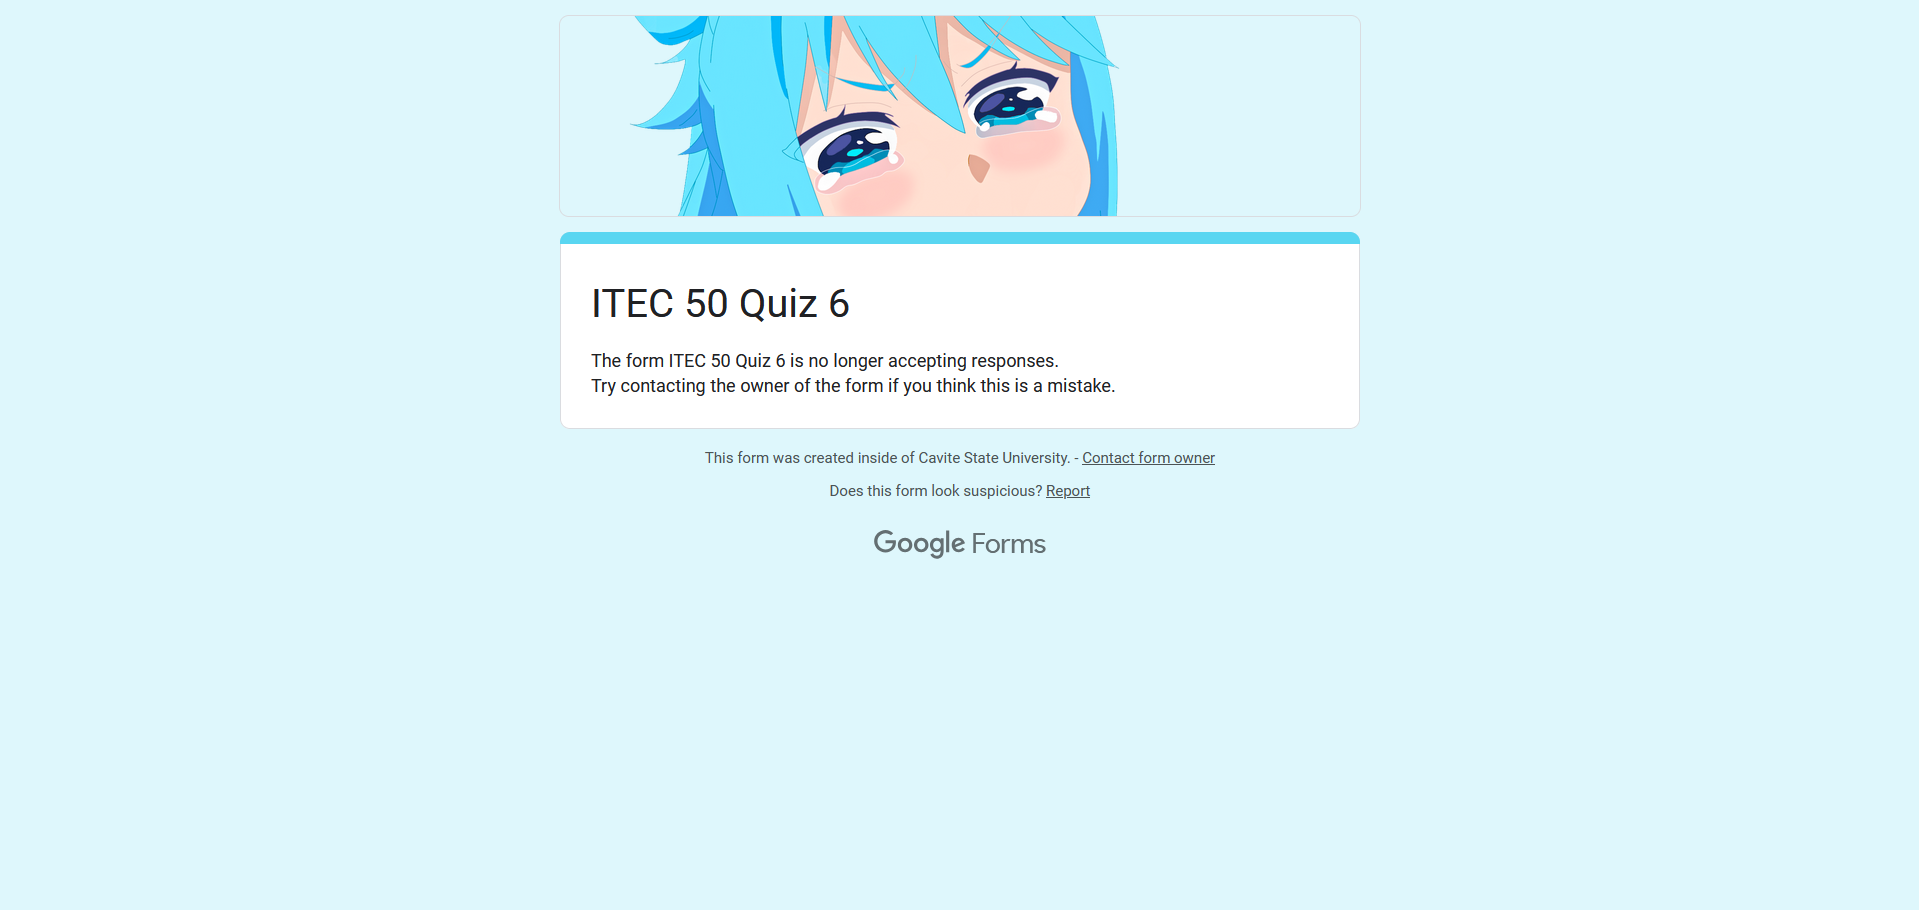 ITEC 50 Quiz 6
The form ITEC 50 Quiz 6 is no longer accepting responses.
Try contacting the owner of the form if you think this is a mistake.
This form was created inside of Cavite State University. - Contact form owner
Does this form look suspicious? Report
Google Forms